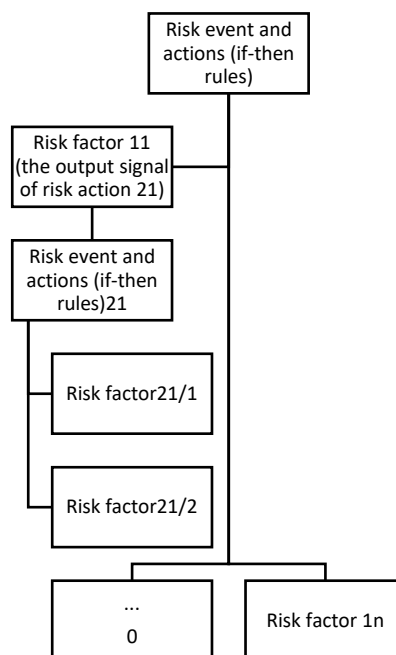 Risk event and
actions (if-then
rules)
Risk factor 11
(the output signal
of risk action 21)
Risk event and
actions (if-then
rules)21
Risk factor21/1
Risk factor21/2
...
0
Risk factor 1n